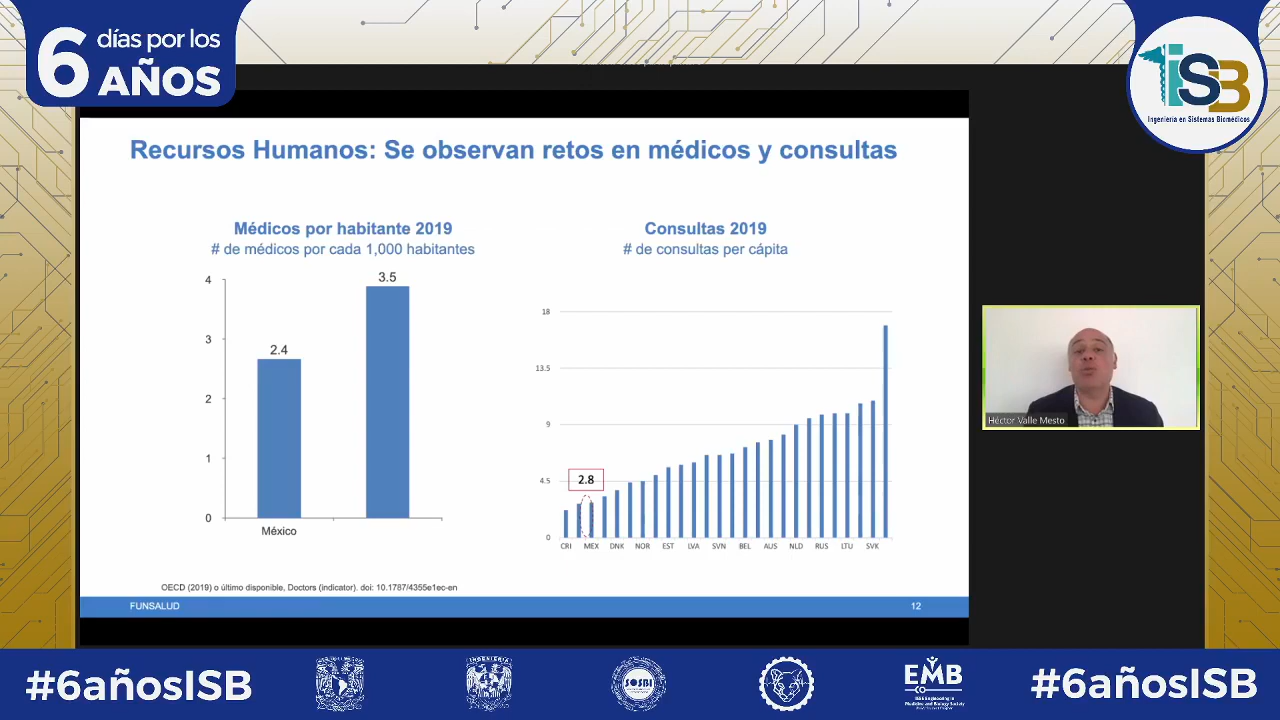 6 días por los
AÑOS
iSB
Ingeniería en Sistemas Biomédicos
Recursos Humanos: Se observan retos en médicos y consultas
Médicos por habitante 2019
# de médicos por cada 1,000 habitantes
4
3
2
1
0
2.4
3.5
México
Consultas 2019
# de consultas per cápita
18
13.5
9
4.5
0
2.8
CRI MEX DNK NOR EST LVA SVN BEL AUS NLD RUS LTU SVK
OECD (2019) o último disponible, Doctors (indicator). doi: 10.1787/4355e1ec-en
FUNSALUD
12
Héctor Valle Mesto
#6añosISB
INGENIERIA
SOSBI
EMB
#6añosISB